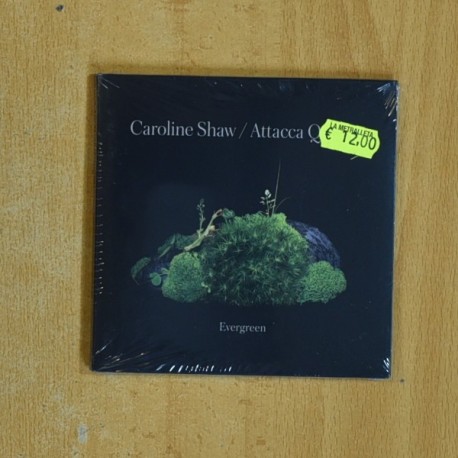 Caroline Shaw / Attacca Q
LA METRALLETA
€ 12,00
Evergreen